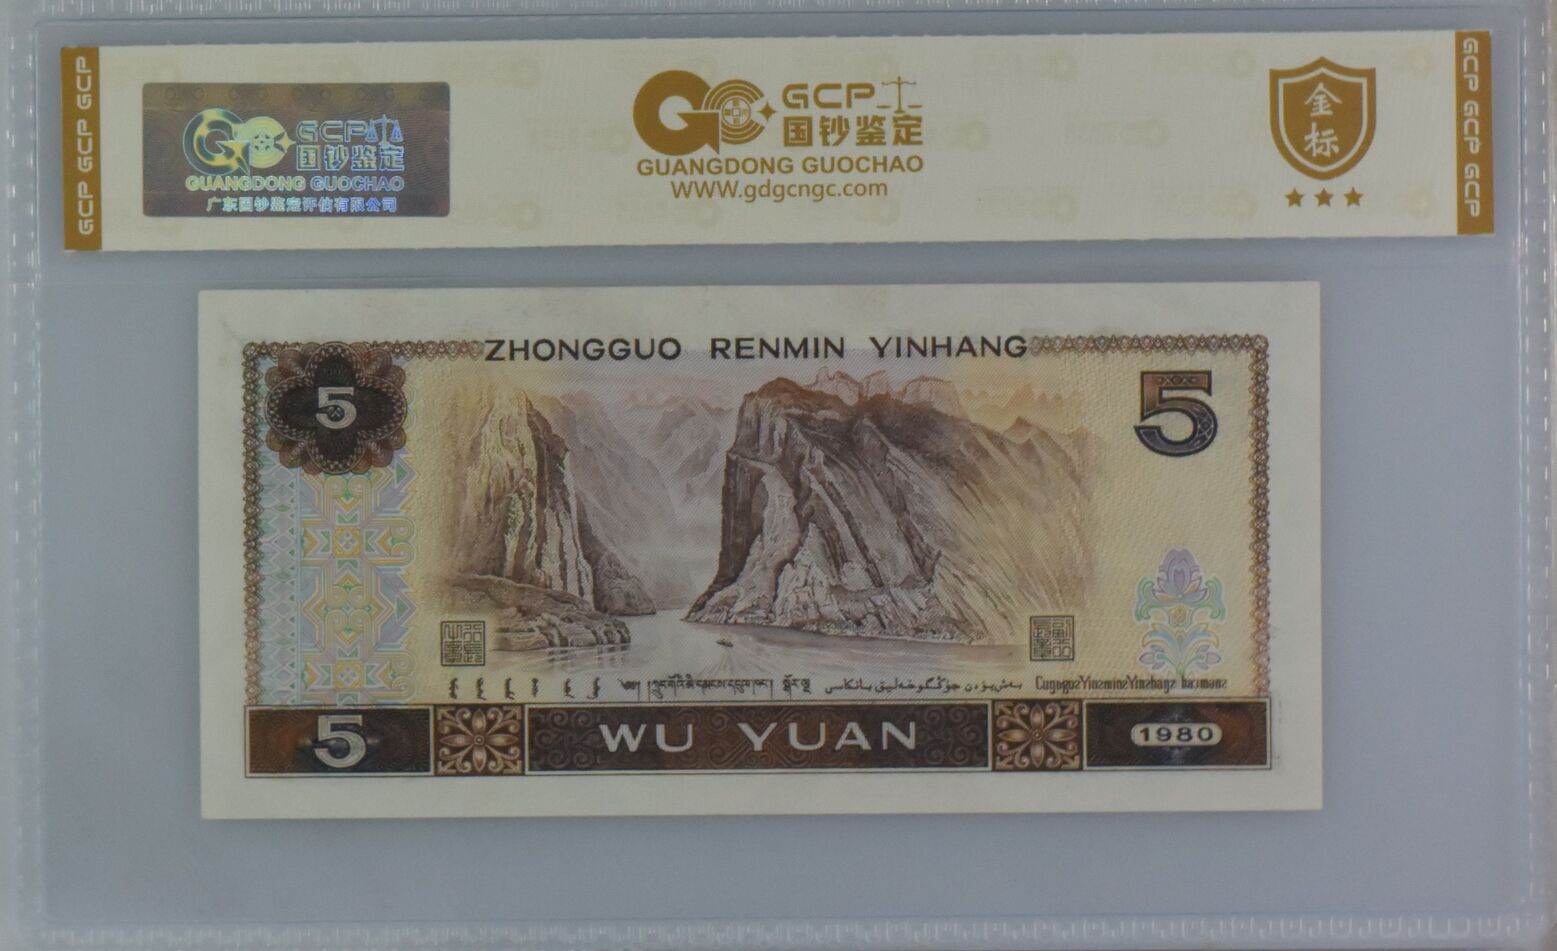 GCP GCP GCP
GCP
国钞鉴定
GUANGDONG GUOCHAO
广东国钞鉴定评估有限公司
GCP
国钞鉴定
GUANGDONG GUOCHAO
WWW.gdgcngc.com
金标
GCP GCP GCP
ZHONGGUO RENMIN YINHANG
5
5
5
WU YUAN
1980